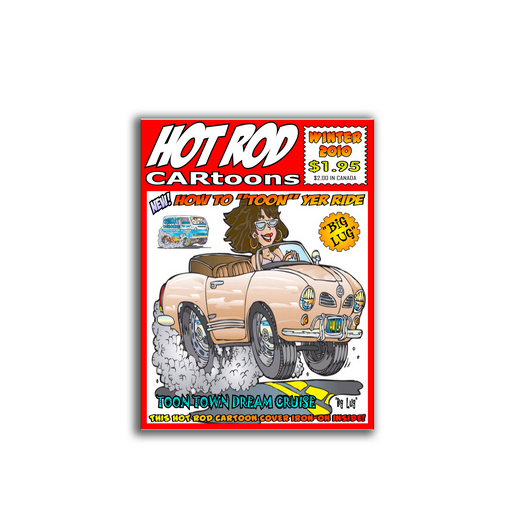 HOT ROD
CARtoons
WINTER
2010
$1.95
$2.00 IN CANADA
NEW! HOW TO "TOON" YER RIDE
"BiG
LUG"
TOON TOWN DREAM CRUISE
"Big Lug"
THIS HOT ROD CARTOON COVER IRON-ON INSIDE!